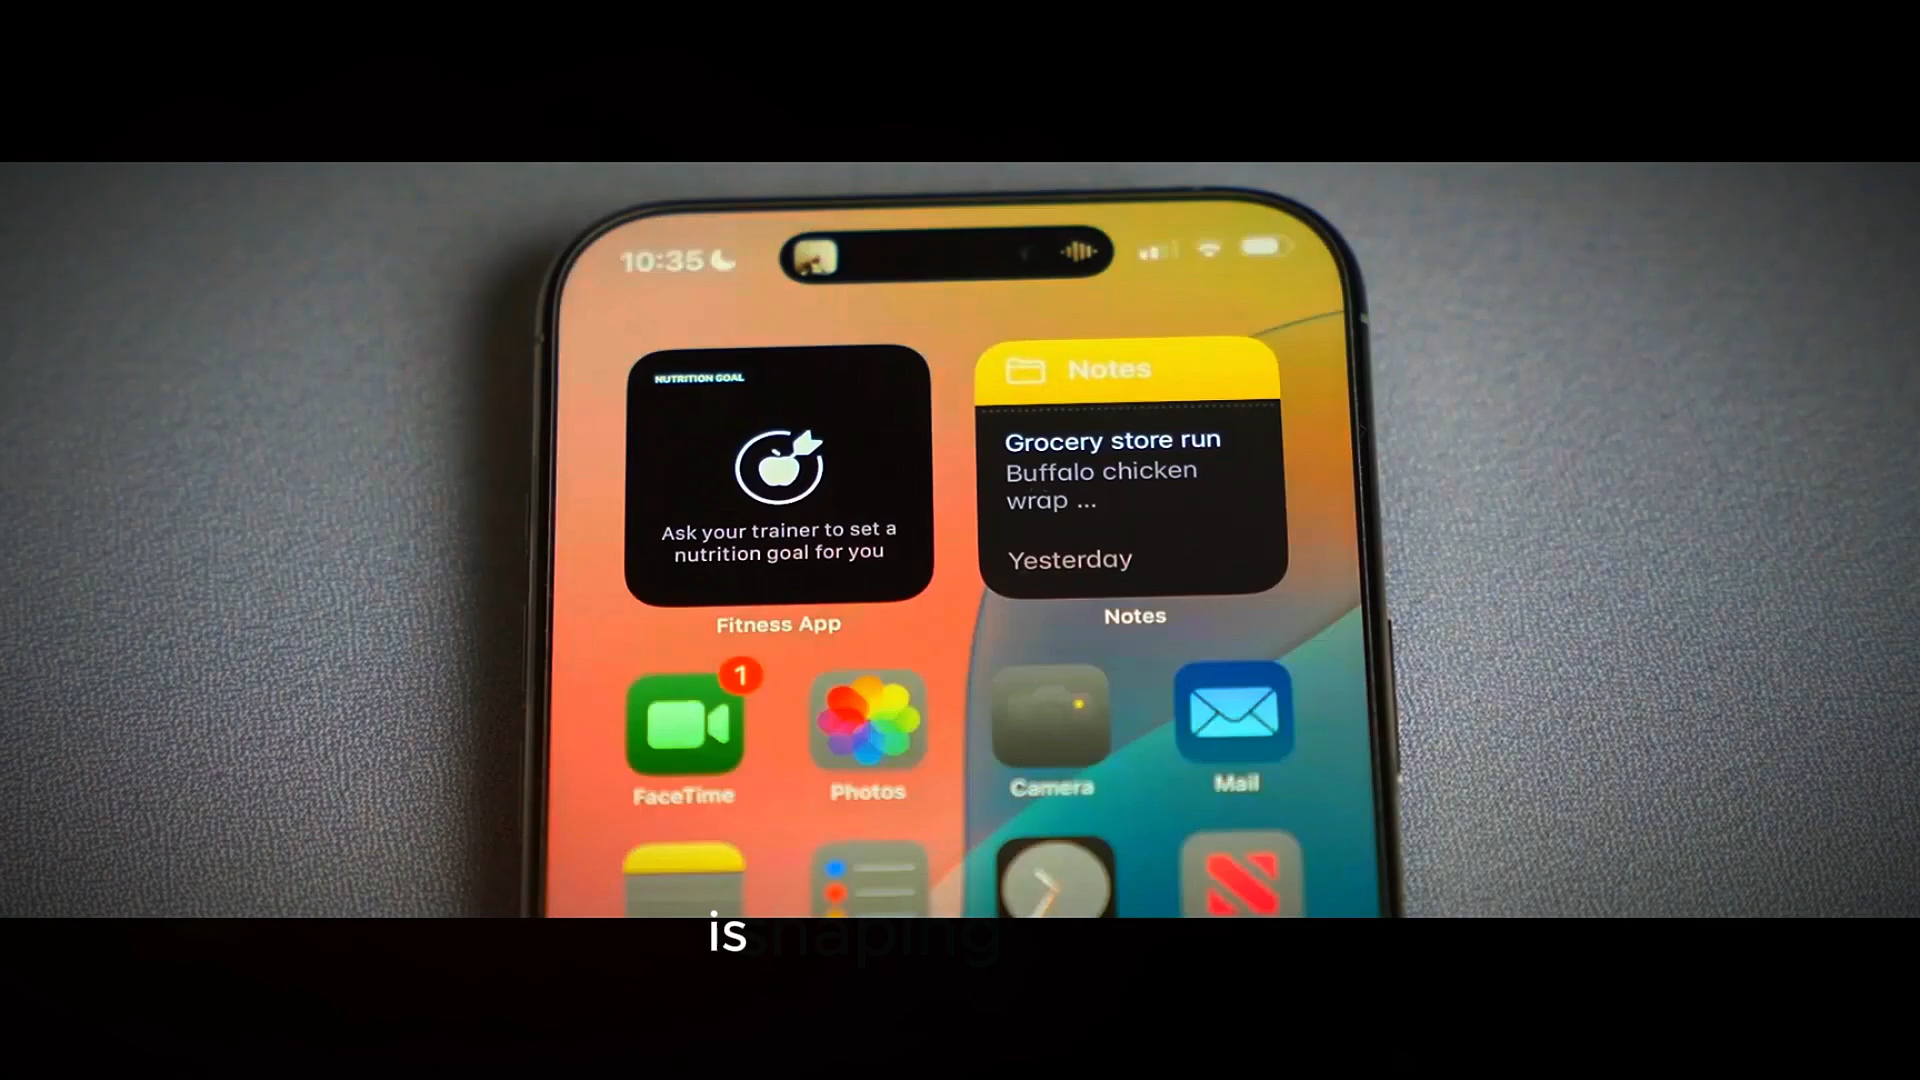 10:35
NUTRITION GOAL
Ask your trainer to set a
nutrition goal for you
Fitness App
Notes
Grocery store run
Buffalo chicken
wrap ...
Yesterday
Notes
1
FaceTime
Photos
Camera
Mail
is shaping